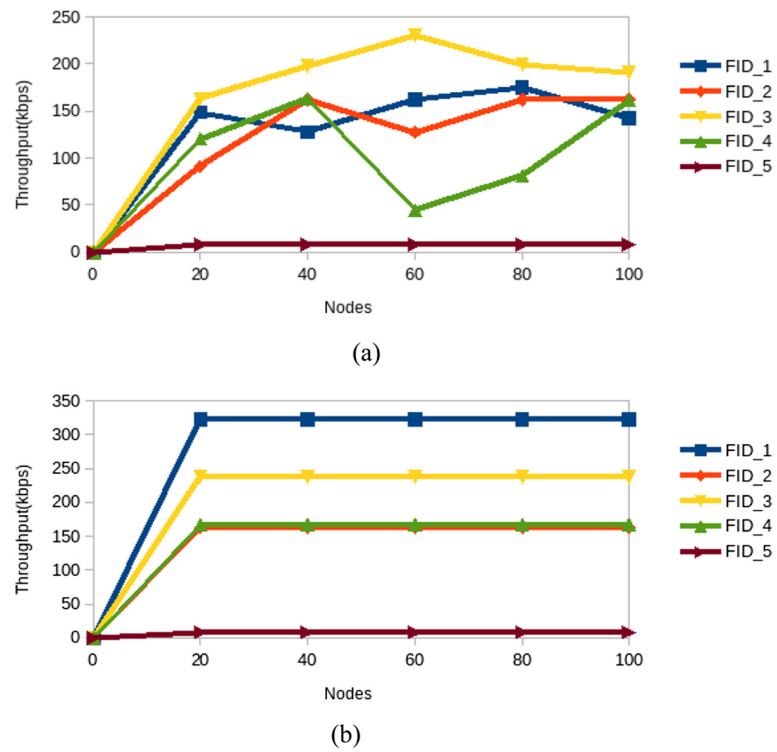 250
200
150
100
50
0
Throughput(kbps)
0 20 40 60 80 100
Nodes
FID_1
FID_2
FID_3
FID_4
FID_5
(a)
350
300
250
200
150
100
50
0
Throughput(kbps)
0 20 40 60 80 100
Nodes
FID_1
FID_2
FID_3
FID_4
FID_5
(b)